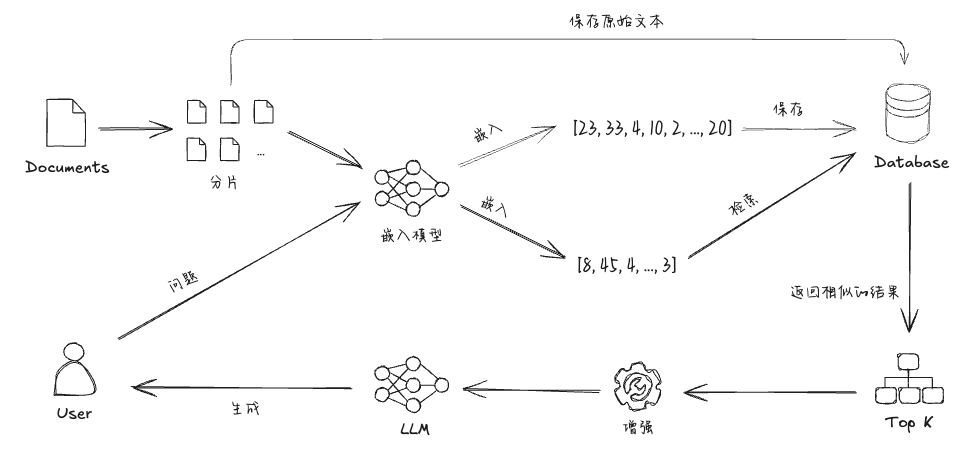 保存原始文本
Documents
分片
...
嵌入
[23, 33, 4, 10, 2, ..., 20]
保存
Database
嵌入模型
嵌入
[8, 45, 4, ..., 3]
检索
问题
返回相似的结果
User
生成
LLM
增强
Top K